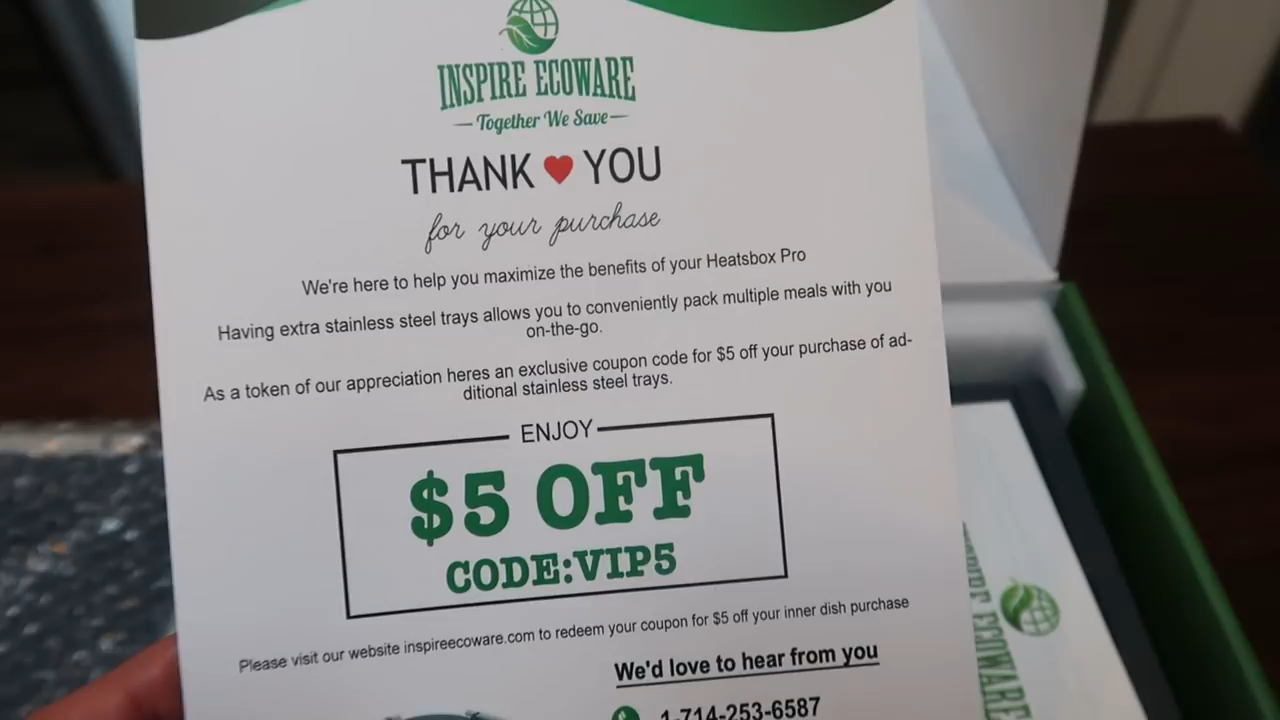 INSPIRE ECOWARE
Together We Save
THANK YOU
for your purchase
We're here to help you maximize the benefits of your Heatsbox Pro
Having extra stainless steel trays allows you to conveniently pack multiple meals with you
on-the-go.
As a token of our appreciation heres an exclusive coupon code for $5 off your purchase of ad-
ditional stainless steel trays.
ENJOY
$5 OFF
CODE:VIP5
Please visit our website inspireecoware.com to redeem your coupon for $5 off your inner dish purchase
We'd love to hear from you
1-714-253-6587
INSPIRE ECOWARE